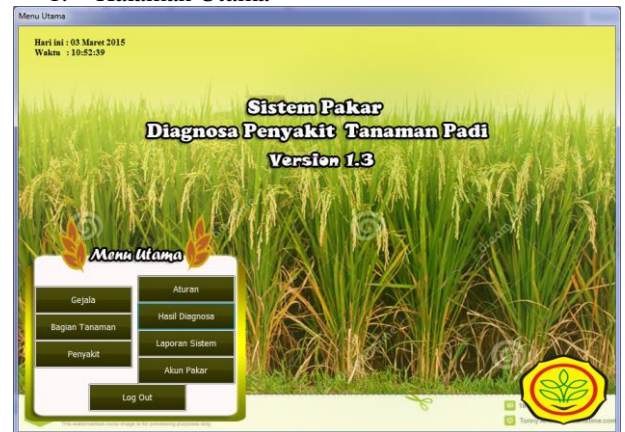 Menu Utama
Hari ini : 03 Maret 2015
Waktu : 10:52:39
Sistem Pakar
Diagnosa Penyakit Tanaman Padi
Version 1.3
Menu Utama
Gejala
Bagian Tanaman
Penyakit
Aturan
Hasil Diagnosa
Laporan Sistem
Akun Pakar
Log Out